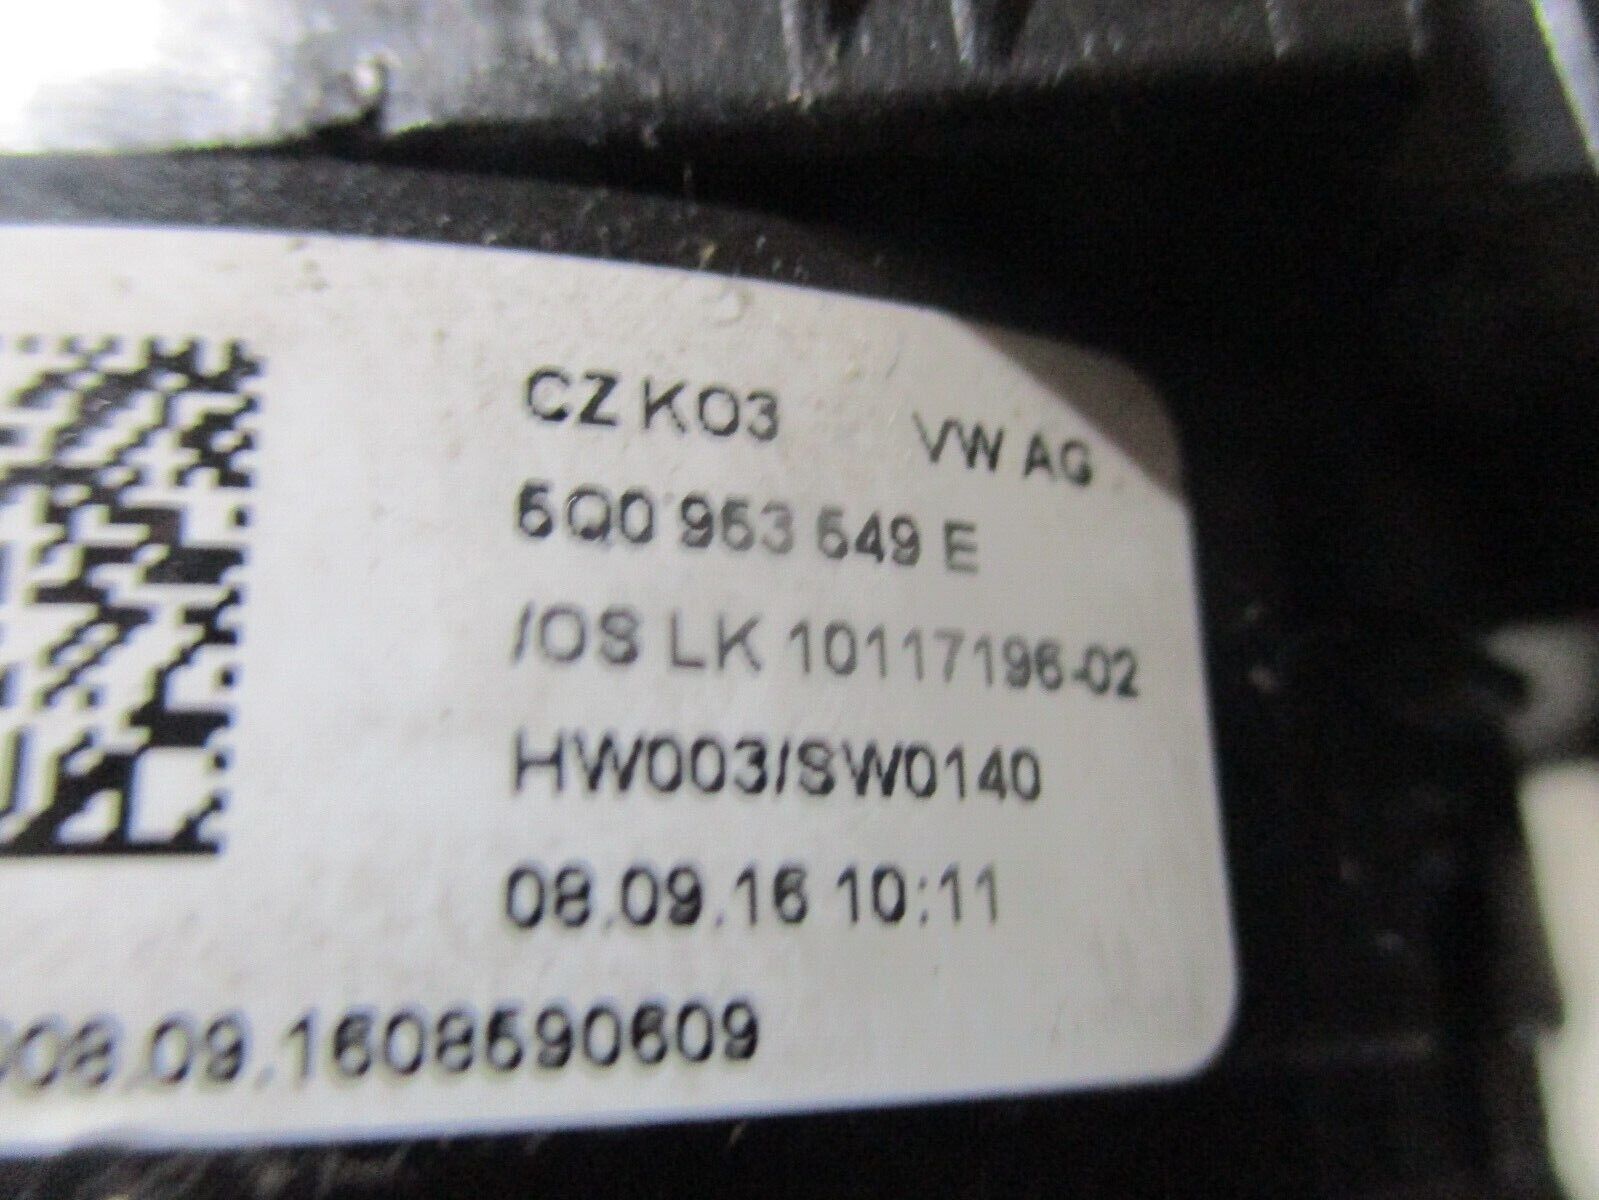 CZ K03 VW AG
5Q0 953 549 E
/OS LK 10117196-02
HW003/SW0140
08.09.16 10:11
08.09.1608590609